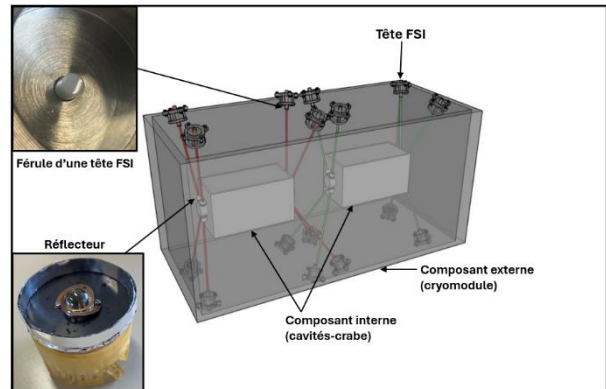 Tête FSI
Férule d'une tête FSI
Réflecteur
Composant externe
(cryomodule)
Composant interne
(cavités-crabe)